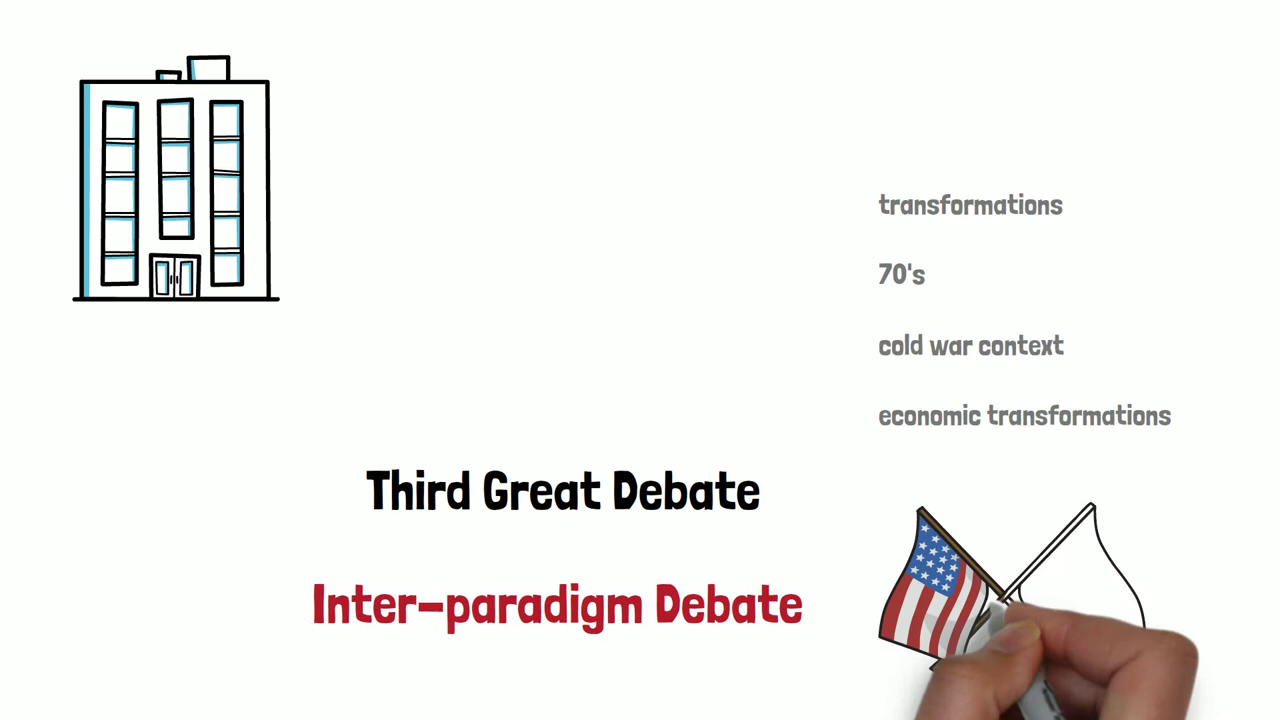 transformations
70's
cold war context
economic transformations
Third Great Debate
Inter-paradigm Debate